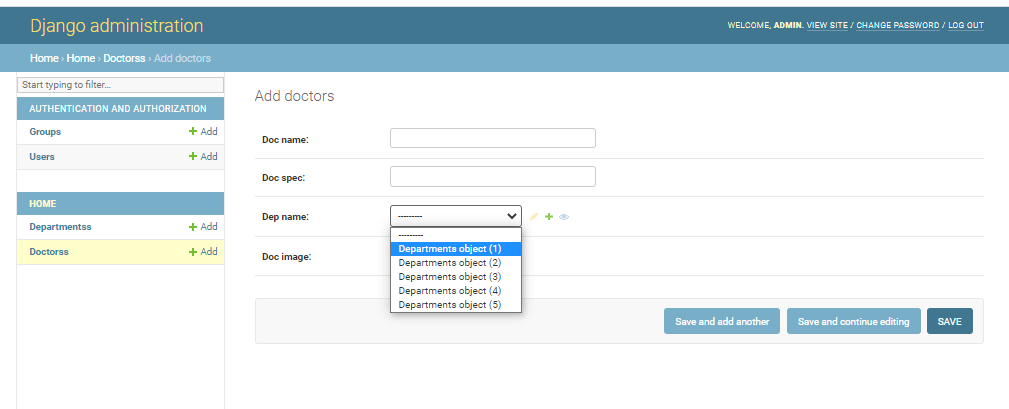 Django administration
WELCOME, ADMIN. VIEW SITE / CHANGE PASSWORD / LOG OUT
Home › Home › Doctorss › Add doctors
Start typing to filter...
AUTHENTICATION AND AUTHORIZATION
Groups + Add
Users + Add
HOME
Departmentss + Add
Doctorss + Add
Add doctors
Doc name:
Doc spec:
Dep name:
---------
---------
Departments object (1)
Departments object (2)
Departments object (3)
Departments object (4)
Departments object (5)
Doc image:
Save and add another
Save and continue editing
SAVE